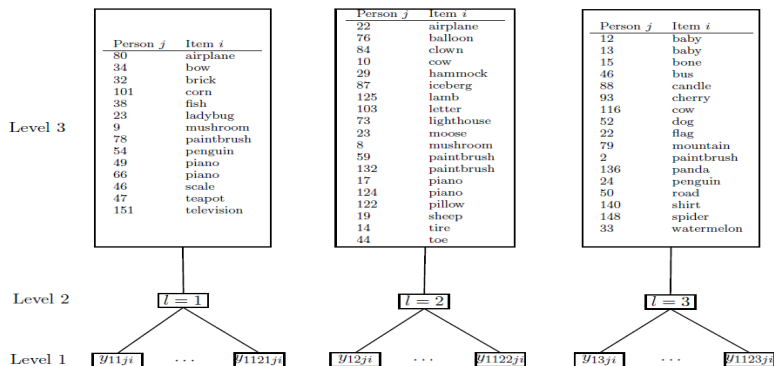 Person j Item i
80 airplane
34 bow
32 brick
101 corn
38 fish
23 ladybug
9 mushroom
78 paintbrush
54 penguin
49 piano
66 piano
46 scale
47 teapot
151 television
Person j Item i
22 airplane
76 balloon
84 clown
10 cow
29 hammock
87 iceberg
125 lamb
103 letter
73 lighthouse
23 moose
8 mushroom
59 paintbrush
132 paintbrush
17 piano
124 piano
122 pillow
19 sheep
14 tire
44 toe
Person j Item i
12 baby
13 baby
15 bone
46 bus
88 candle
93 cherry
116 cow
52 dog
22 flag
79 mountain
2 paintbrush
136 panda
24 penguin
50 road
140 shirt
148 spider
33 watermelon
Level 3
Level 2 l = 1 l = 2 l = 3
Level 1 y11ji ... y1121ji y12ji ... y1122ji y13ji ... y1123ji